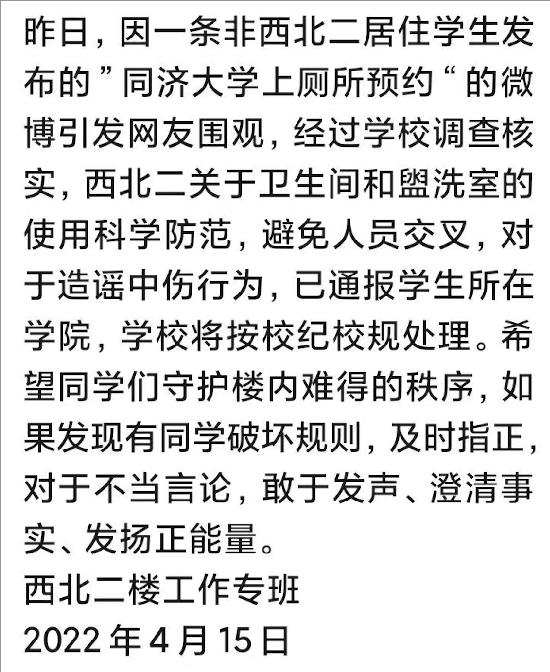 昨日，因一条非西北二居住学生发
布的”同济大学上厕所预约“的微
博引发网友围观，经过学校调查核
实，西北二关于卫生间和盥洗室的
使用科学防范，避免人员交叉，对
于造谣中伤行为，已通报学生所在
学院，学校将按校纪校规处理。希
望同学们守护楼内难得的秩序，如
果发现有同学破坏规则，及时指正，
对于不当言论，敢于发声、澄清事
实、发扬正能量。
西北二楼工作专班
2022年4月15日